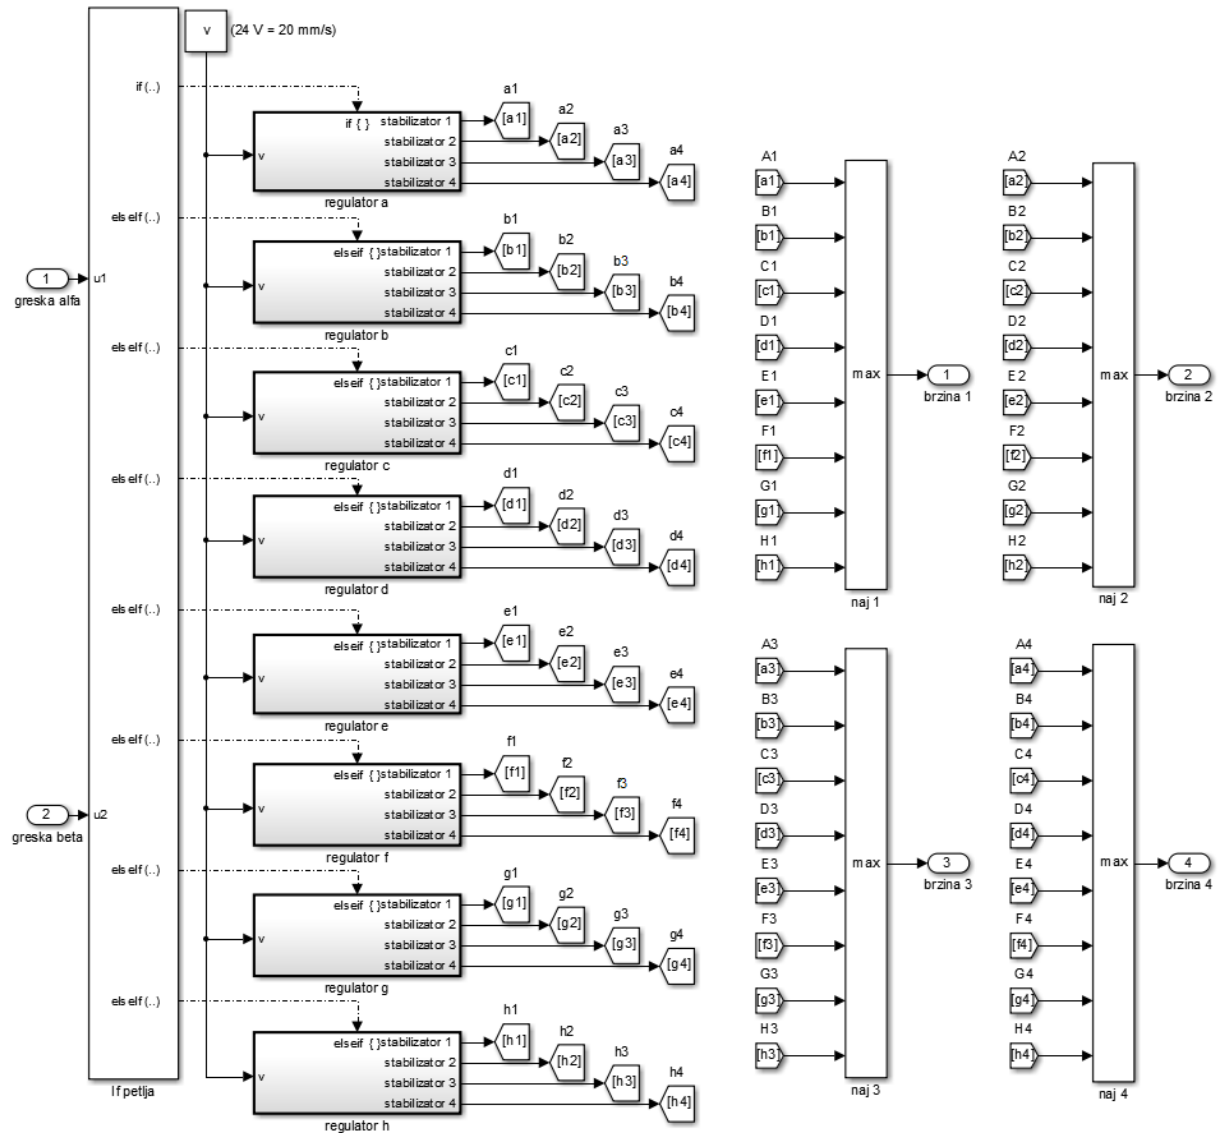 v (24 V = 20 mm/s)
if (..)
if { }
v
stabilizator 1
stabilizator 2
stabilizator 3
stabilizator 4
regulator a
a1
[a1]
a2
[a2]
a3
[a3]
a4
[a4]
elseif (..)
elseif { }
v
stabilizator 1
stabilizator 2
stabilizator 3
stabilizator 4
regulator b
b1
[b1]
b2
[b2]
b3
[b3]
b4
[b4]
1
greska alfa
u1
elseif (..)
elseif { }
v
stabilizator 1
stabilizator 2
stabilizator 3
stabilizator 4
regulator c
c1
[c1]
c2
[c2]
c3
[c3]
c4
[c4]
elseif (..)
elseif { }
v
stabilizator 1
stabilizator 2
stabilizator 3
stabilizator 4
regulator d
d1
[d1]
d2
[d2]
d3
[d3]
d4
[d4]
elseif (..)
elseif { }
v
stabilizator 1
stabilizator 2
stabilizator 3
stabilizator 4
regulator e
e1
[e1]
e2
[e2]
e3
[e3]
e4
[e4]
elseif (..)
elseif { }
v
stabilizator 1
stabilizator 2
stabilizator 3
stabilizator 4
regulator f
f1
[f1]
f2
[f2]
f3
[f3]
f4
[f4]
2
greska beta
u2
elseif (..)
elseif { }
v
stabilizator 1
stabilizator 2
stabilizator 3
stabilizator 4
regulator g
g1
[g1]
g2
[g2]
g3
[g3]
g4
[g4]
elseif (..)
elseif { }
v
stabilizator 1
stabilizator 2
stabilizator 3
stabilizator 4
regulator h
h1
[h1]
h2
[h2]
h3
[h3]
h4
[h4]
If petlja
A1
[a1]
B1
[b1]
C1
[c1]
D1
[d1]
E1
[e1]
F1
[f1]
G1
[g1]
H1
[h1]
max
naj 1
1
brzina 1
A2
[a2]
B2
[b2]
C2
[c2]
D2
[d2]
E2
[e2]
F2
[f2]
G2
[g2]
H2
[h2]
max
naj 2
2
brzina 2
A3
[a3]
B3
[b3]
C3
[c3]
D3
[d3]
E3
[e3]
F3
[f3]
G3
[g3]
H3
[h3]
max
naj 3
3
brzina 3
A4
[a4]
B4
[b4]
C4
[c4]
D4
[d4]
E4
[e4]
F4
[f4]
G4
[g4]
H4
[h4]
max
naj 4
4
brzina 4